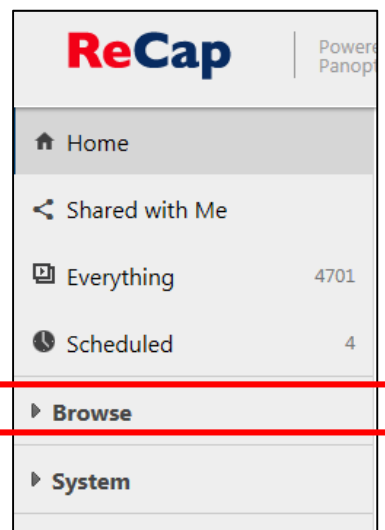 ReCap
Home
Shared with Me
Everything 4701
Scheduled 4
Browse
System